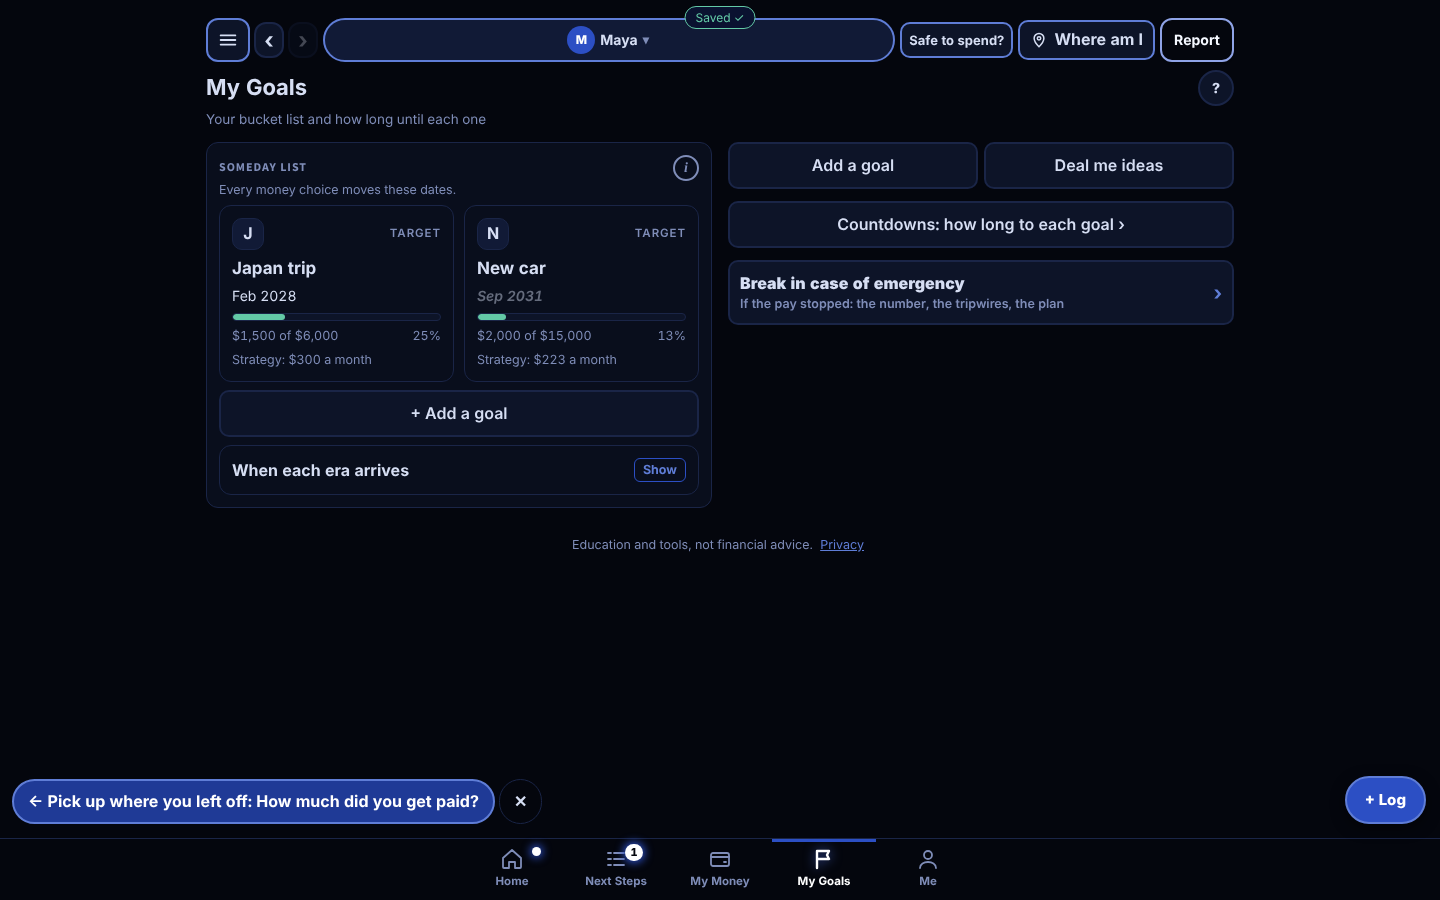 Saved ✓
‹ ›
M Maya ▾
Safe to spend?
Where am I
Report
My Goals
?
Your bucket list and how long until each one
SOMEDAY LIST
i
Every money choice moves these dates.
J TARGET
Japan trip
Feb 2028
$1,500 of $6,000 25%
Strategy: $300 a month
N TARGET
New car
Sep 2031
$2,000 of $15,000 13%
Strategy: $223 a month
+ Add a goal
When each era arrives Show
Add a goal
Deal me ideas
Countdowns: how long to each goal ›
Break in case of emergency
If the pay stopped: the number, the tripwires, the plan ›
Education and tools, not financial advice. Privacy
← Pick up where you left off: How much did you get paid? ✕
+ Log
Home
1
Next Steps
My Money
My Goals
Me